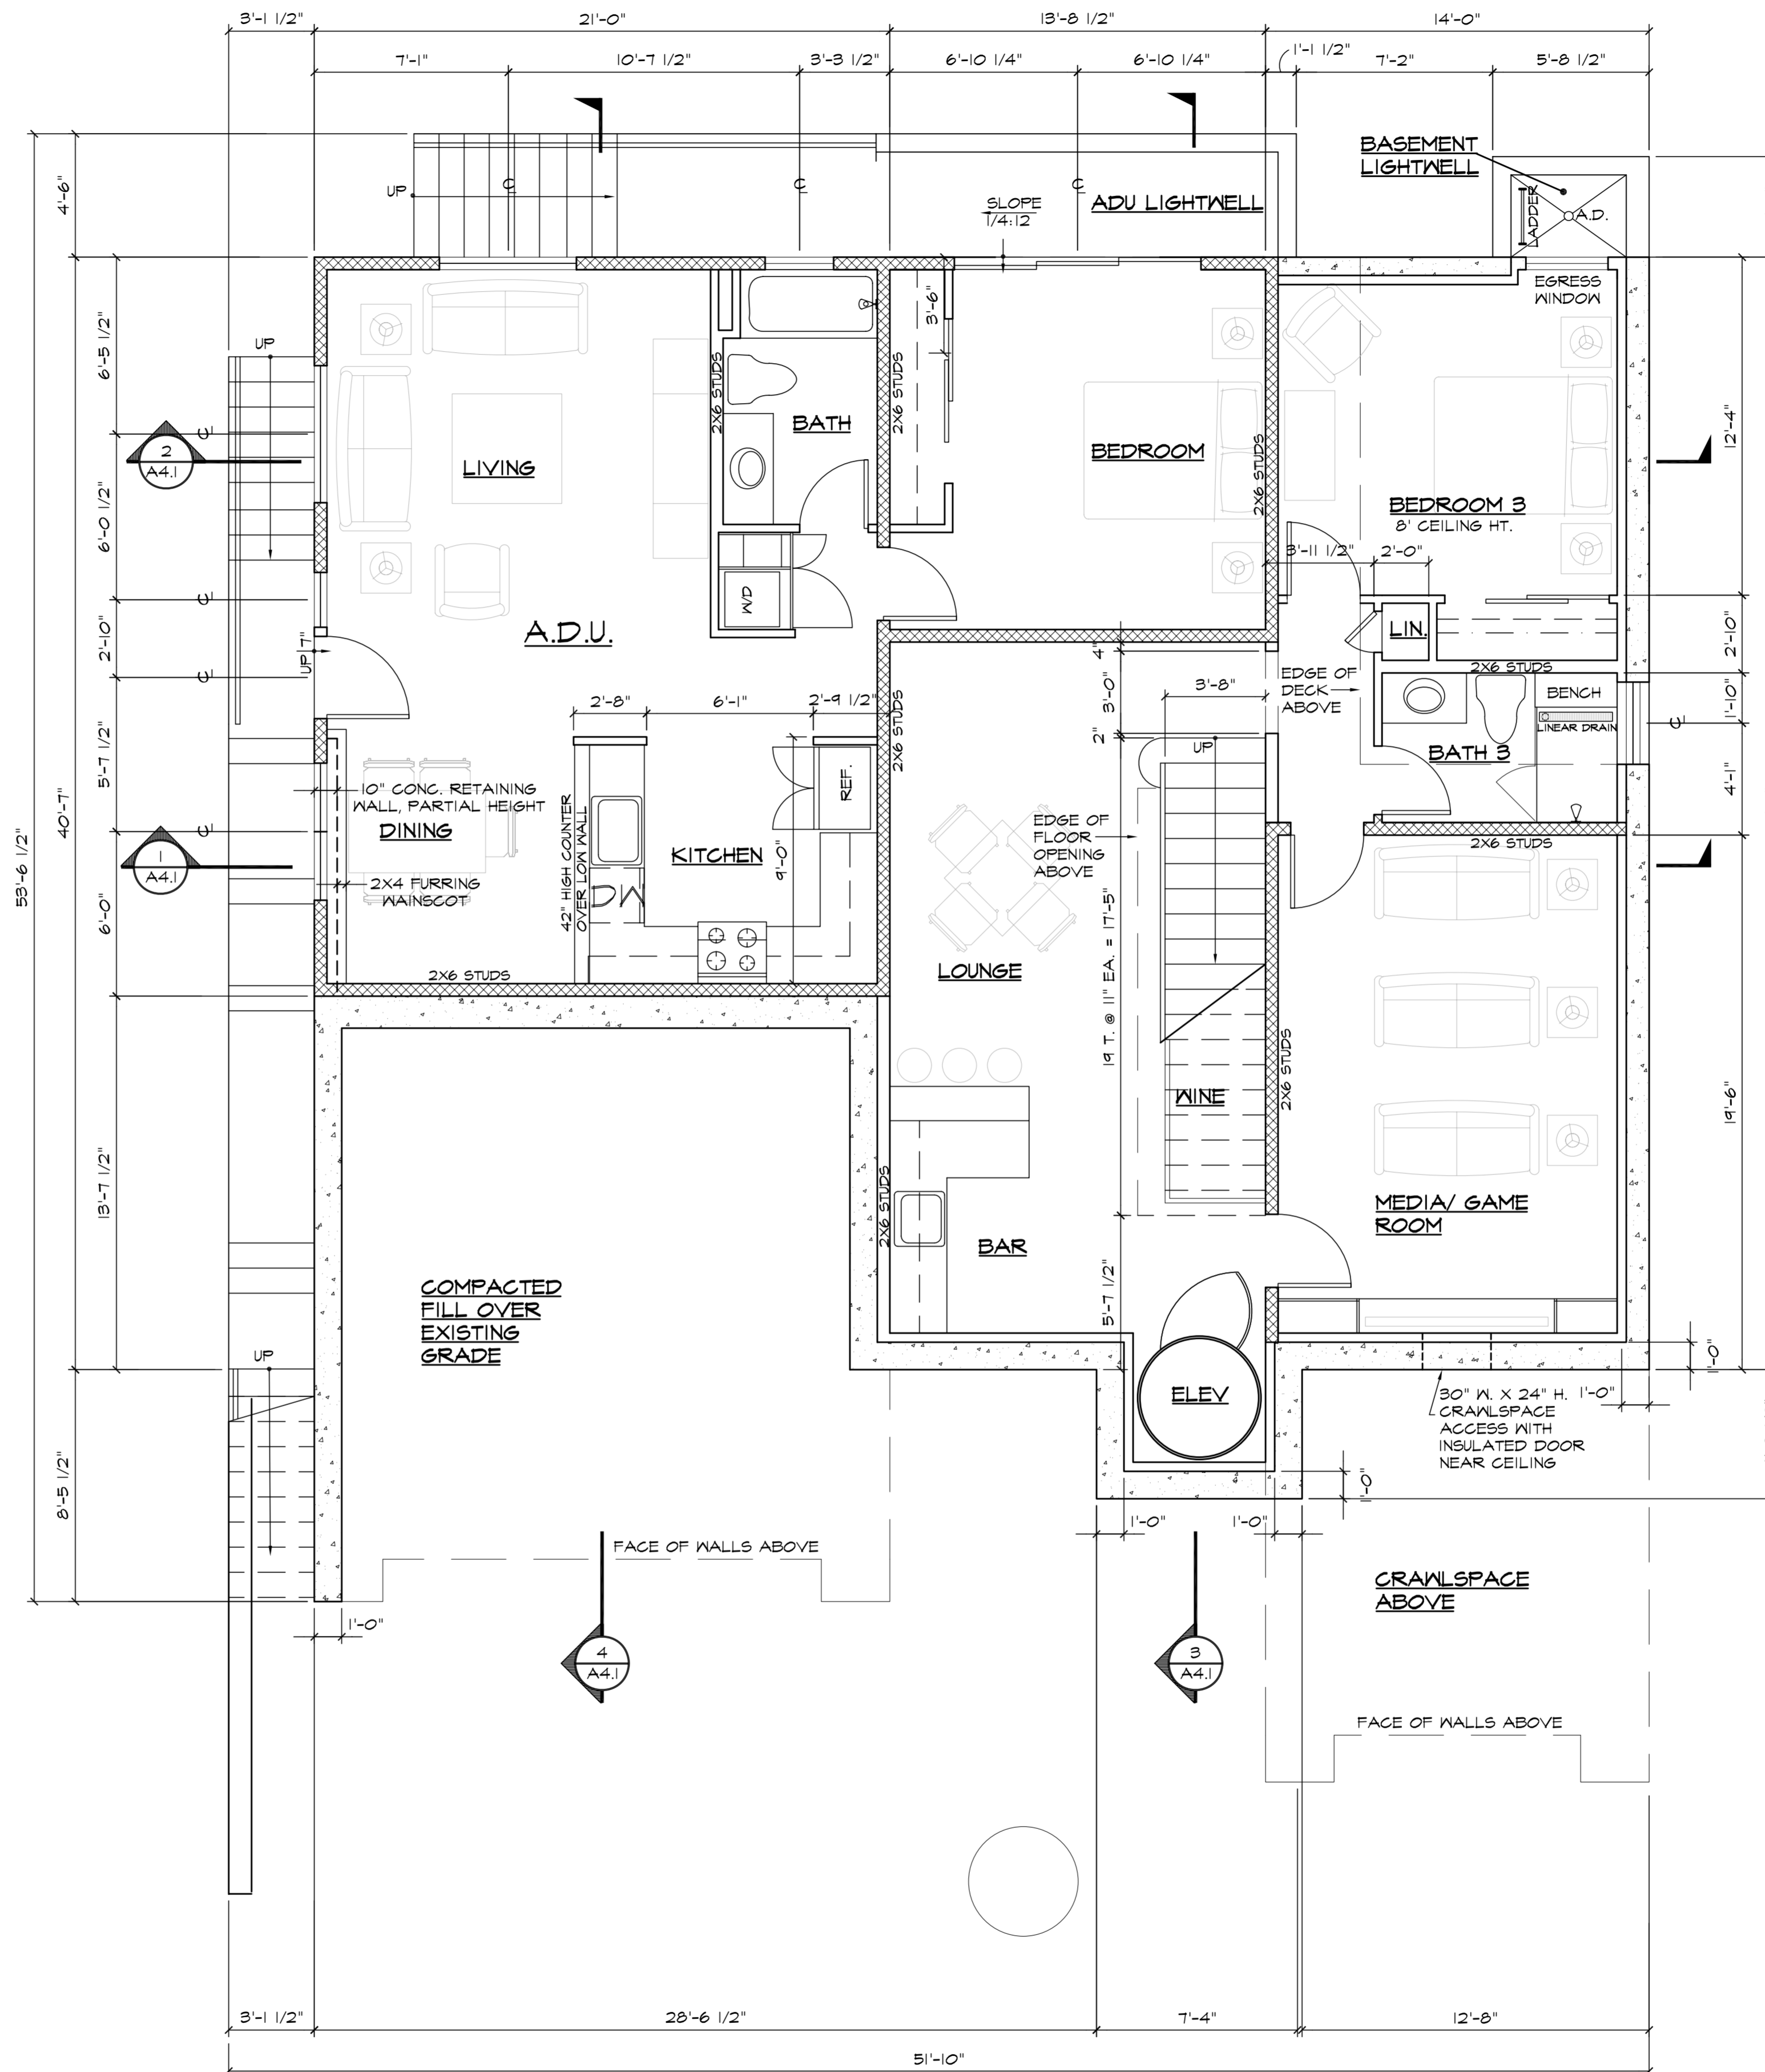 3'-1 1/2" 21'-0" 13'-8 1/2" 14'-0"
7'-1" 10'-7 1/2" 3'-3 1/2" 6'-10 1/4" 6'-10 1/4" 1'-1 1/2" 7'-2" 5'-8 1/2"
BASEMENT
LIGHTWELL
4'-6"
UP
ADU LIGHTWELL
SLOPE
1/4:12
LADDER
A.D.
EGRESS
WINDOW
6'-5 1/2"
UP
3'-6"
2X6 STUDS
2X6 STUDS
BATH
LIVING
BEDROOM
2X6 STUDS
12'-4"
2
A4.1
BEDROOM 3
8' CEILING HT.
6'-0 1/2"
3'-11 1/2" 2'-0"
W/D
A.D.U.
LIN.
2'-10"
UP 7"
4"
3'-0"
2"
EDGE OF
DECK
ABOVE
2X6 STUDS
2'-10"
3'-8"
2'-8" 6'-1" 2'-9 1/2"
2X6 STUDS
BENCH
LINEAR DRAIN
1'-10"
BATH 3
UP
5'-7 1/2"
4'-1"
10" CONC. RETAINING
WALL, PARTIAL HEIGHT
DINING
REF.
EDGE OF
FLOOR
OPENING
ABOVE
2X6 STUDS
40'-7"
53'-6 1/2"
1
A4.1
42" HIGH COUNTER
OVER LOW WALL
KITCHEN
9'-0"
DW
2X4 FURRING
WAINSCOT
6'-0"
2X6 STUDS
LOUNGE
19 T. @ 11" EA. = 17'-5"
2X6 STUDS
WINE
19'-6"
13'-7 1/2"
2X6 STUDS
MEDIA/ GAME
ROOM
BAR
COMPACTED
FILL OVER
EXISTING
GRADE
5'-7 1/2"
UP
ELEV
1'-0"
30" W. X 24" H.
CRAWLSPACE
ACCESS WITH
INSULATED DOOR
NEAR CEILING
1'-0"
8'-5 1/2"
1'-0"
1'-0" 1'-0"
FACE OF WALLS ABOVE
CRAWLSPACE
ABOVE
1'-0"
4
A4.1
3
A4.1
FACE OF WALLS ABOVE
3'-1 1/2" 28'-6 1/2" 7'-4" 12'-8"
51'-10"